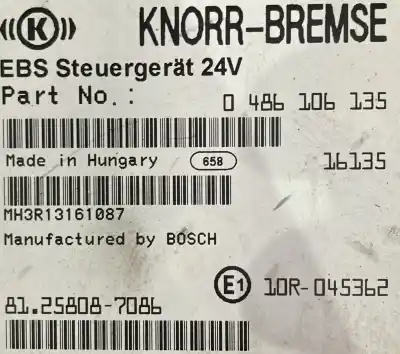 ((K)) KNORR-BREMSE
EBS Steuergerät 24V
Part No.: 0 486 106 135
Made in Hungary 658 16135
MH3R13161087
Manufactured by BOSCH
E1 10R-045362
81.25808-7086